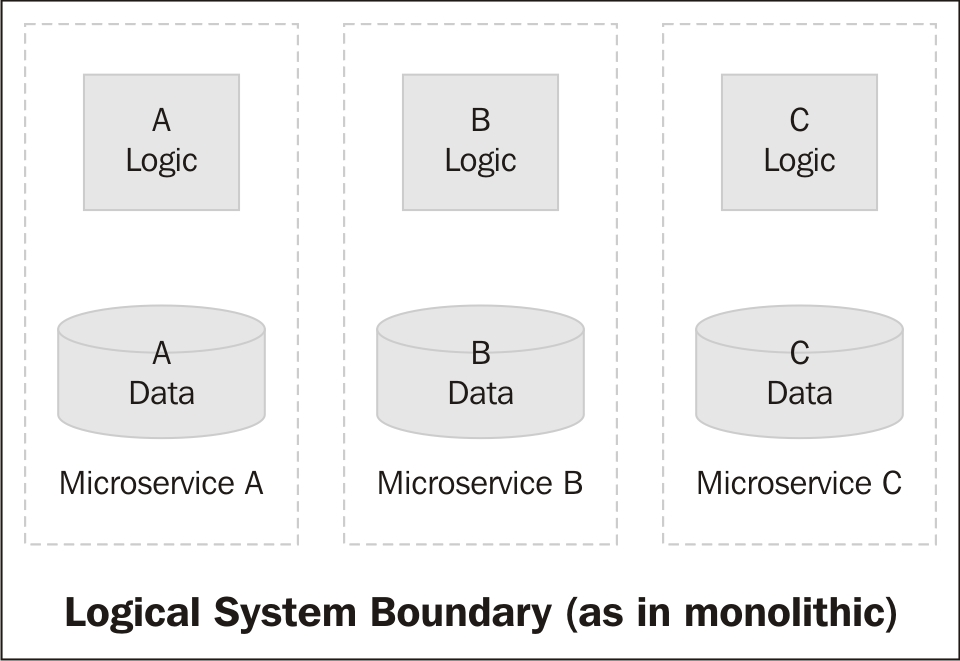 A
Logic
B
Logic
C
Logic
A
Data
B
Data
C
Data
Microservice A
Microservice B
Microservice C
Logical System Boundary (as in monolithic)